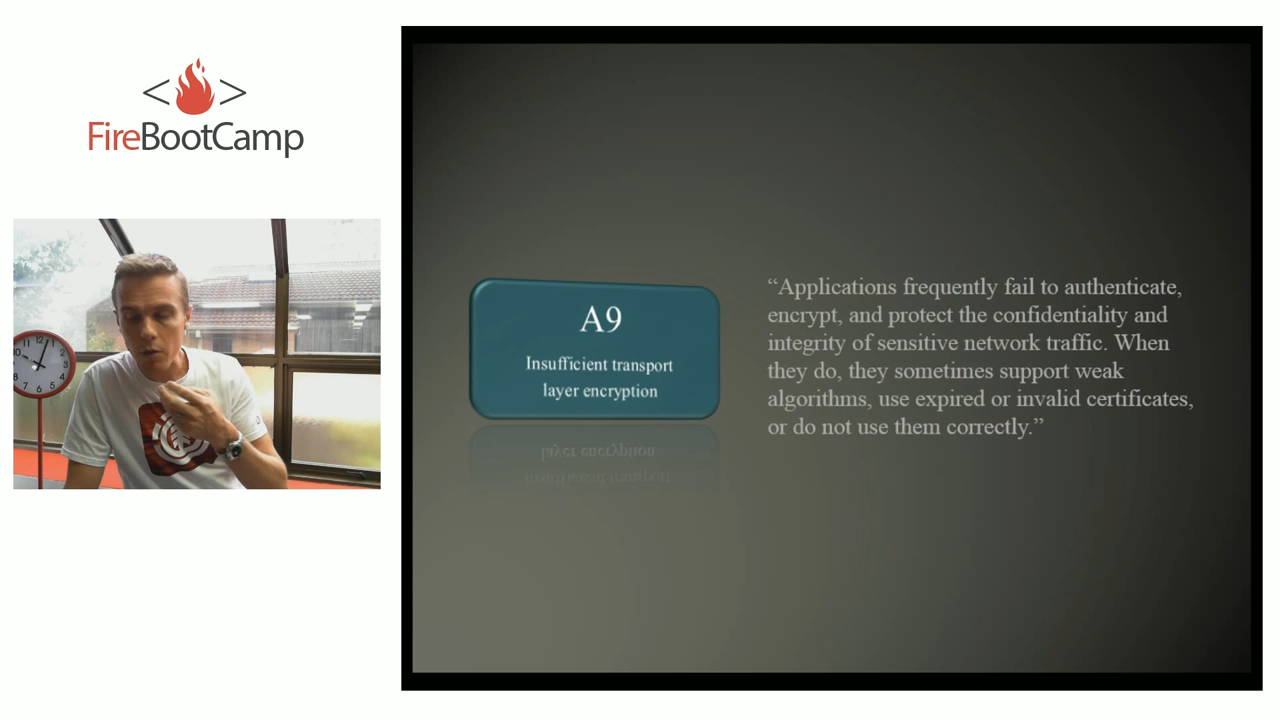 FireBootCamp
A9
Insufficient transport
layer encryption
“Applications frequently fail to authenticate,
encrypt, and protect the confidentiality and
integrity of sensitive network traffic. When
they do, they sometimes support weak
algorithms, use expired or invalid certificates,
or do not use them correctly.”